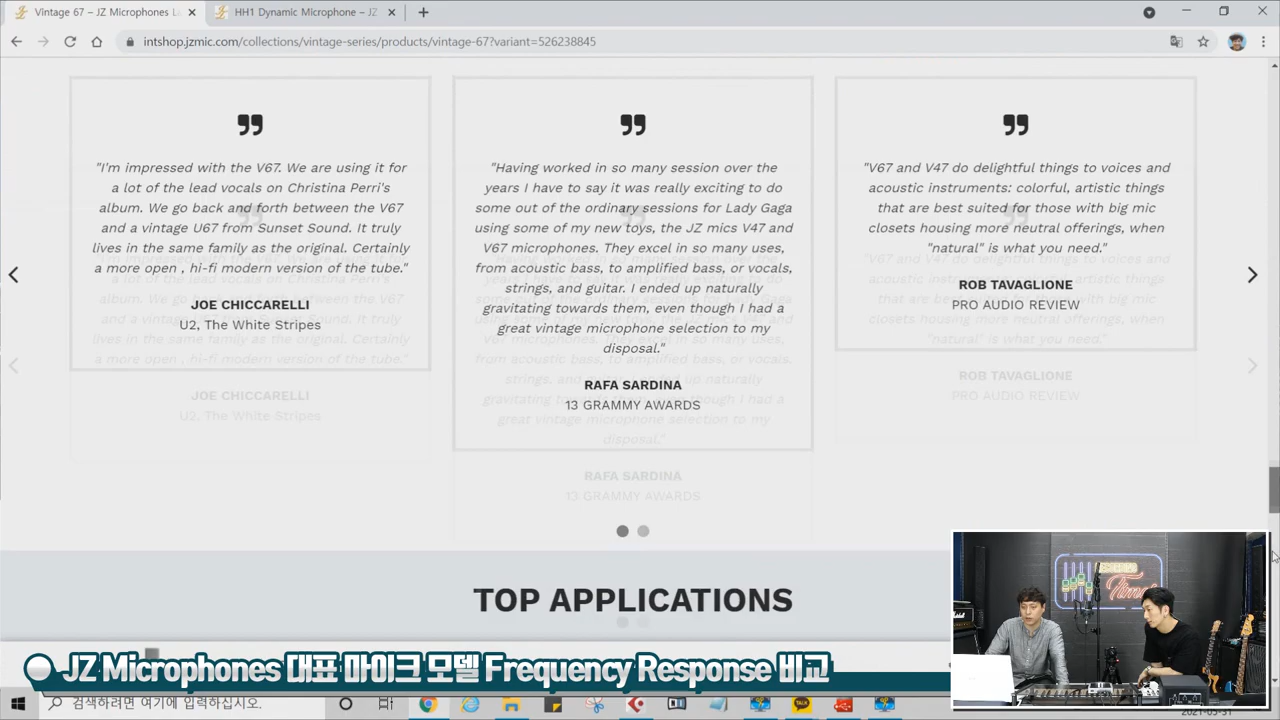 Vintage 67 – JZ Microphones L
HH1 Dynamic Microphone – JZ
intshop.jzmic.com/collections/vintage-series/products/vintage-67?variant=526238845
"I'm impressed with the V67. We are using it for
a lot of the lead vocals on Christina Perri's
album. We go back and forth between the V67
and a vintage U67 from Sunset Sound. It truly
lives in the same family as the original. Certainly
a more open , hi-fi modern version of the tube."
JOE CHICCARELLI
U2, The White Stripes
"Having worked in so many session over the
years I have to say it was really exciting to do
some out of the ordinary sessions for Lady Gaga
using some of my new toys, the JZ mics V47 and
V67 microphones. They excel in so many uses,
from acoustic bass, to amplified bass, or vocals,
strings, and guitar. I ended up naturally
gravitating towards them, even though I had a
great vintage microphone selection to my
disposal."
RAFA SARDINA
13 GRAMMY AWARDS
"V67 and V47 do delightful things to voices and
acoustic instruments: colorful, artistic things
that are best suited for those with big mic
closets housing more neutral offerings, when
"natural" is what you need."
ROB TAVAGLIONE
PRO AUDIO REVIEW
TOP APPLICATIONS
JZ Microphones 대표 마이크 모델 Frequency Response 비교
검색하려면 여기에 입력하십시오.
TALK
Time